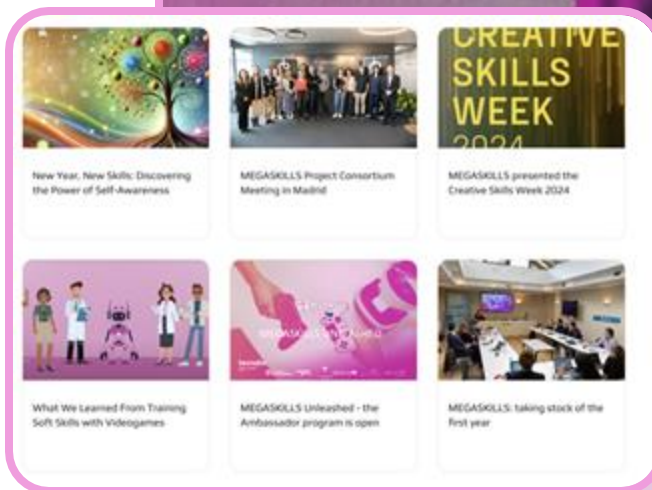 CREATIVE
SKILLS
WEEK
2024
New Year, New Skills: Discovering
the Power of Self-Awareness
MEGASKILLS Project Consortium
Meeting in Madrid
MEGASKILLS presented the
Creative Skills Week 2024
MEGASKILLS UNLEASHED
What We Learned From Training
Soft Skills with Videogames
MEGASKILLS Unleashed - the
Ambassador program is open
MEGASKILLS: taking stock of the
first year